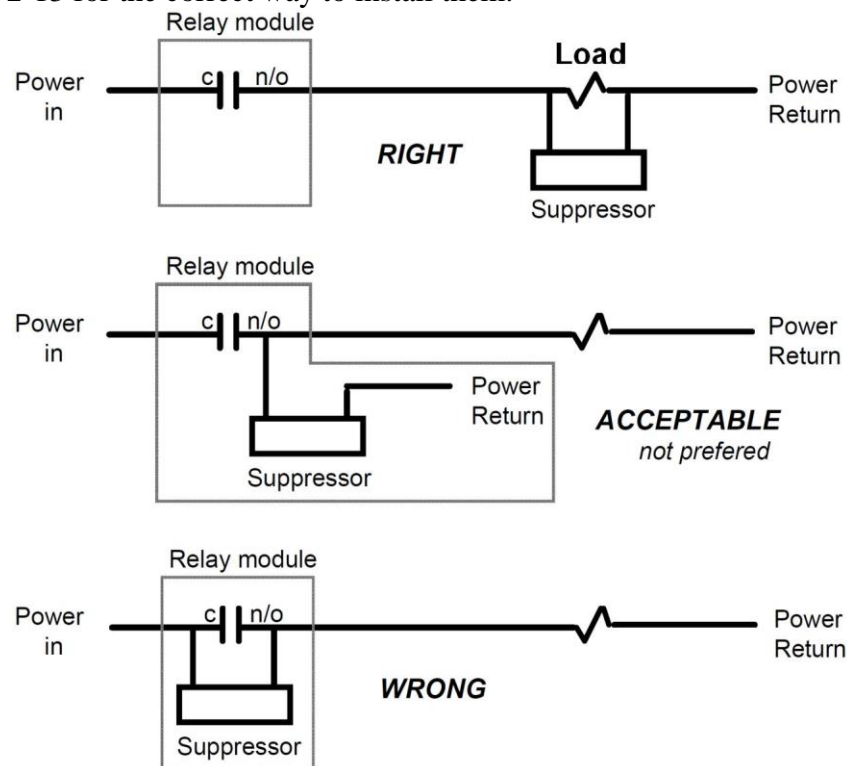 2-13 for the correct way to install them.
Relay module
Load
Power in
c n/o
Power Return
RIGHT
Suppressor
Relay module
Power in
c n/o
Power Return
Power Return
ACCEPTABLE
not prefered
Suppressor
Relay module
Power in
c n/o
Power Return
WRONG
Suppressor